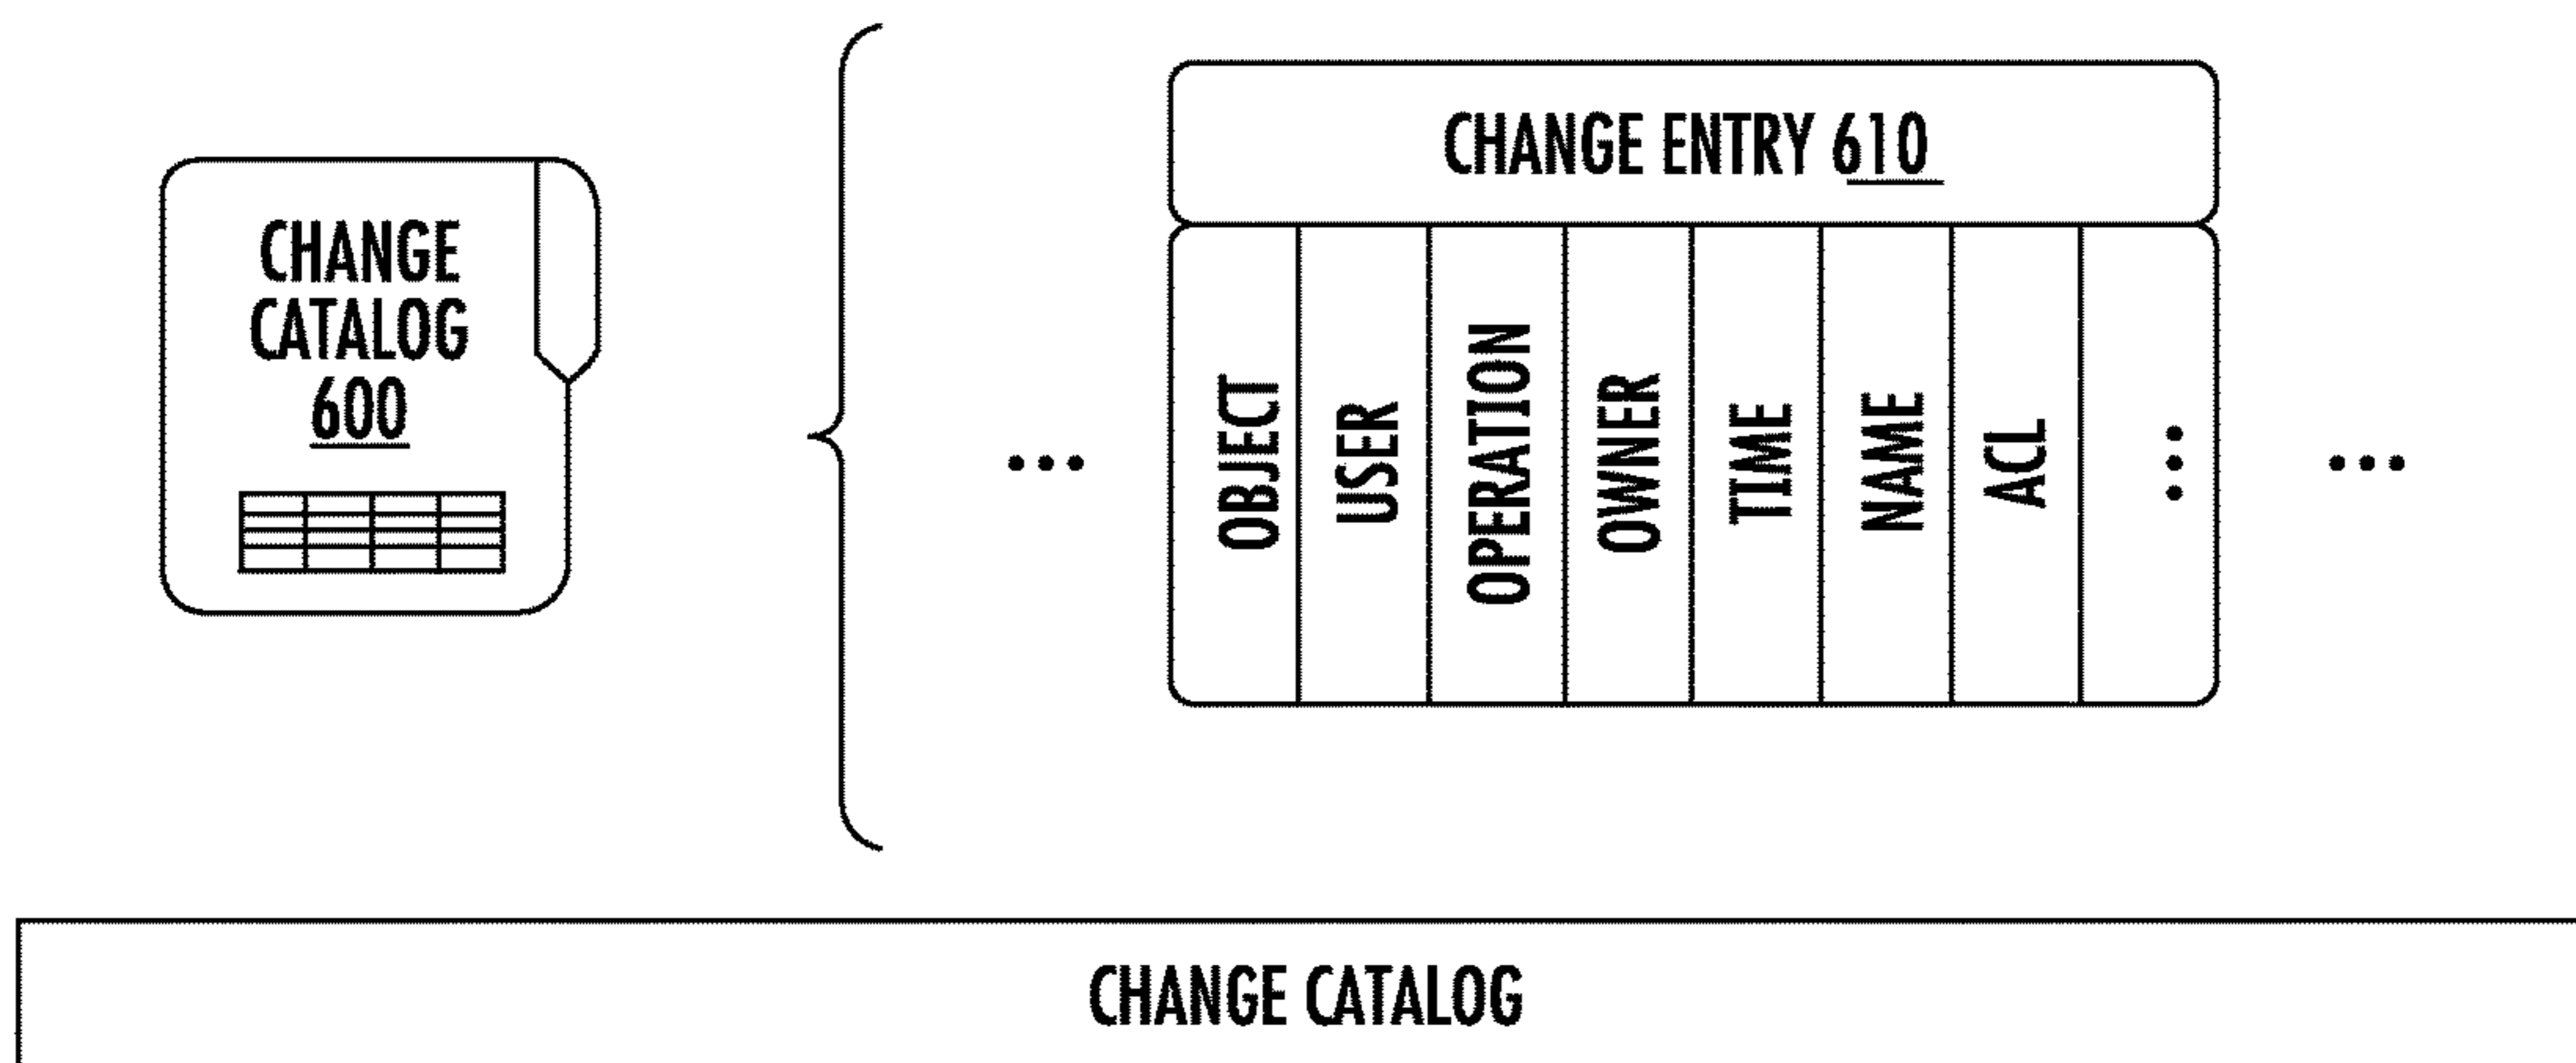 CHANGE
CATALOG
600
CHANGE ENTRY 610
OBJECT
USER
OPERATION
OWNER
TIME
NAME
ACL
CHANGE CATALOG